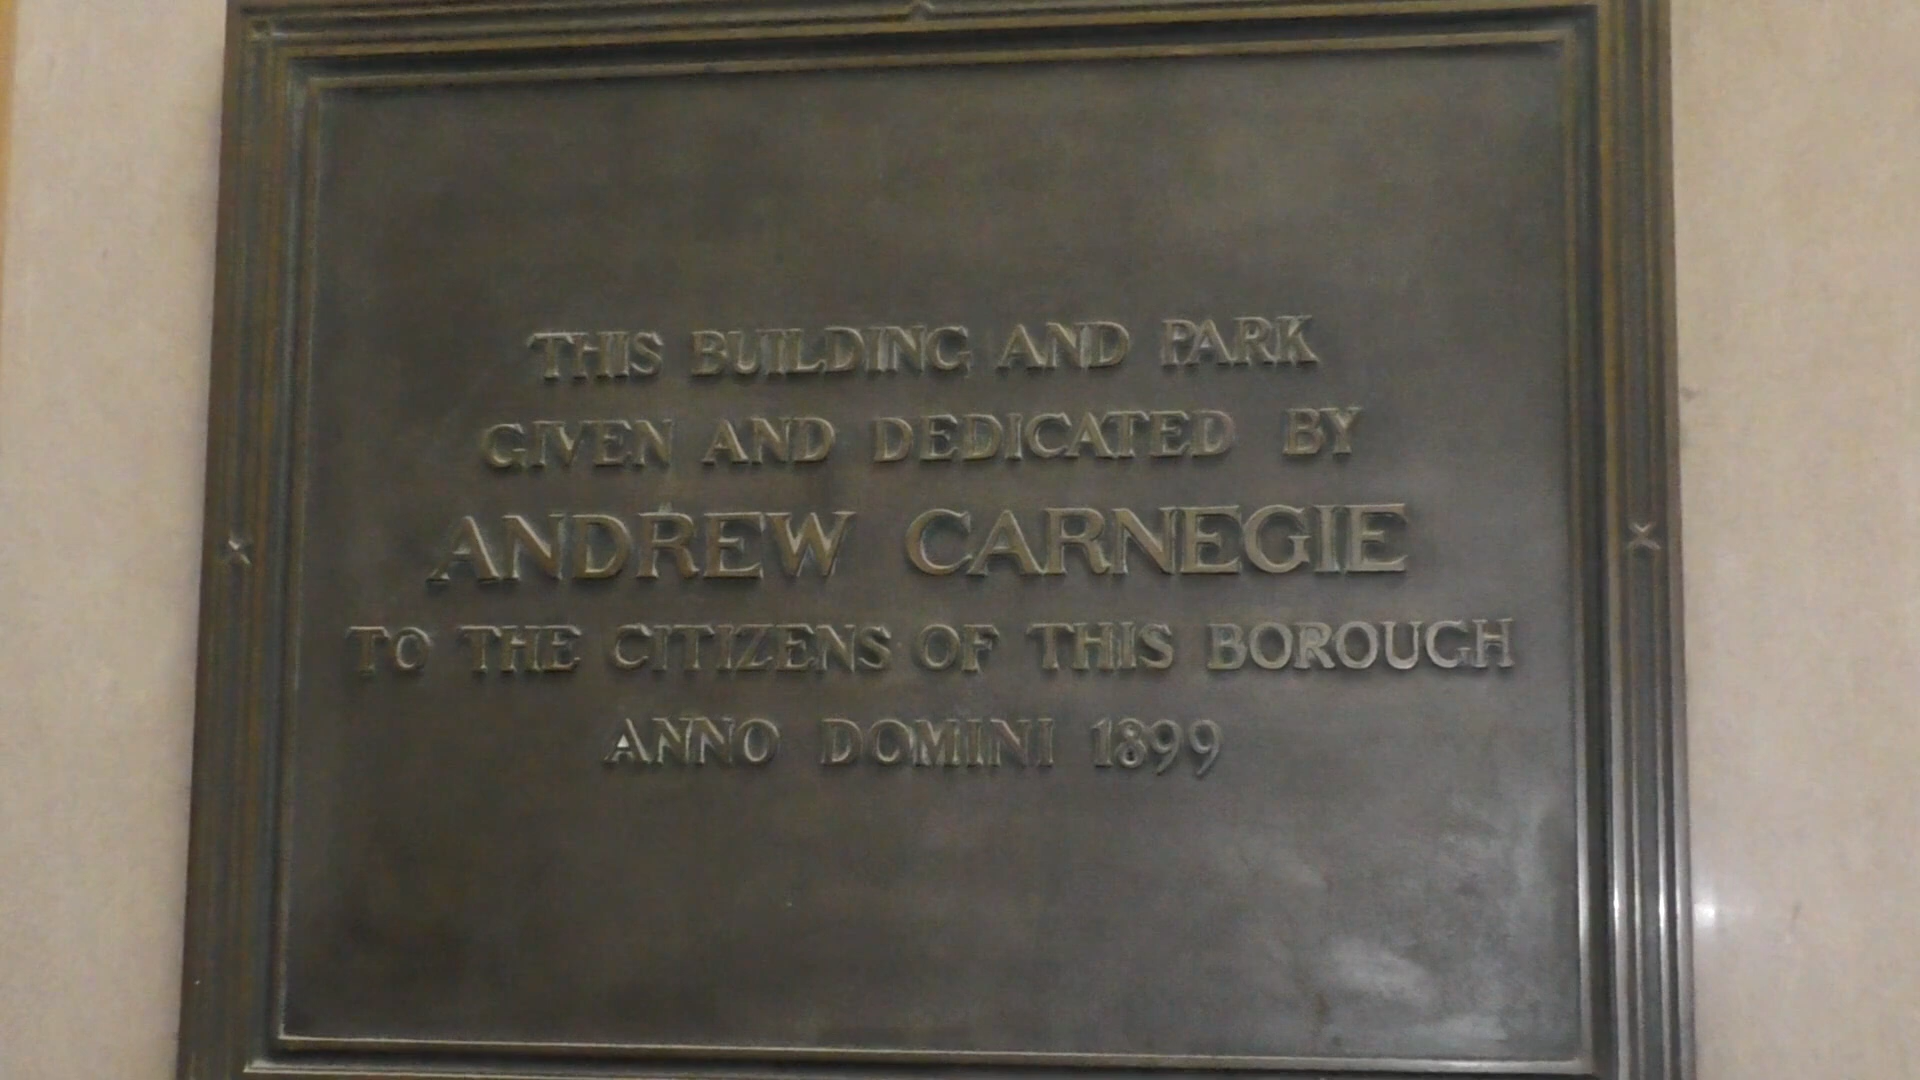 THIS BUILDING AND PARK
GIVEN AND DEDICATED BY
ANDREW CARNEGIE
TO THE CITIZENS OF THIS BOROUGH
ANNO DOMINI 1899